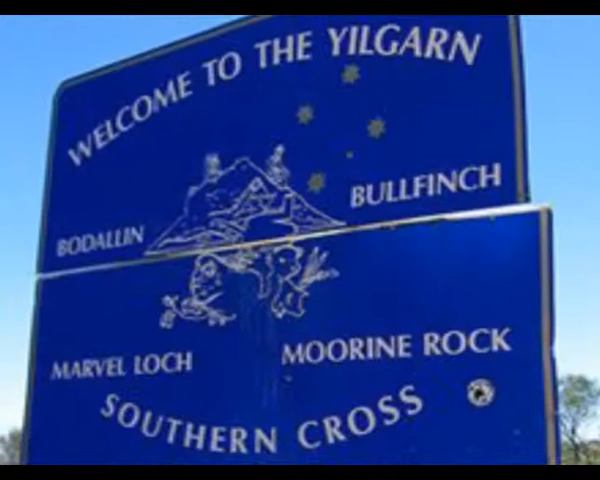 WELCOME TO THE YILGARN
BULLFINCH
BODALLIN
MARVEL LOCH
MOORINE ROCK
SOUTHERN CROSS